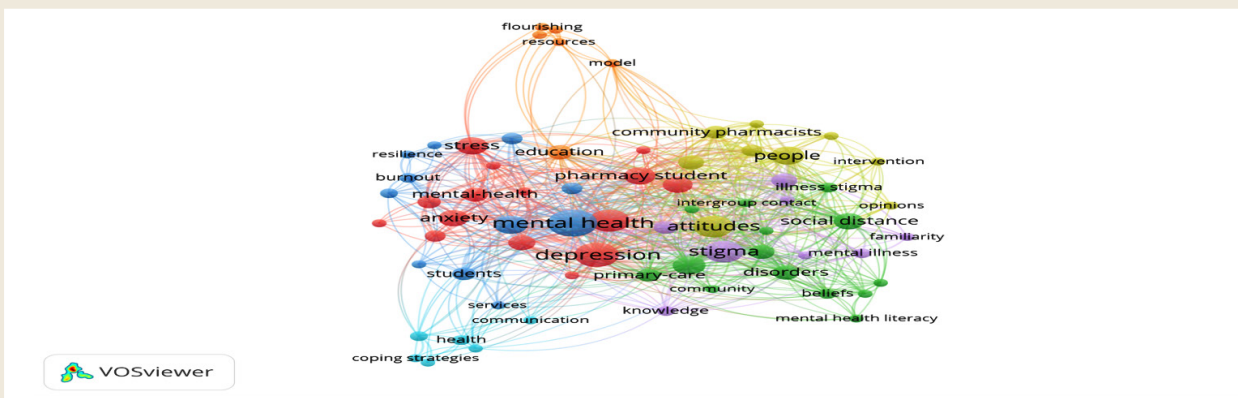 flourishing
resources
model
community pharmacists
stress
education
people
resilience
intervention
burnout
pharmacy student
illness stigma
mental-health
intergroup contact
opinions
anxiety
mental health
attitudes
social distance
familiarity
depression
stigma
mental illness
students
primary-care
disorders
community
beliefs
services
knowledge
communication
mental health literacy
health
coping strategies
VOSviewer